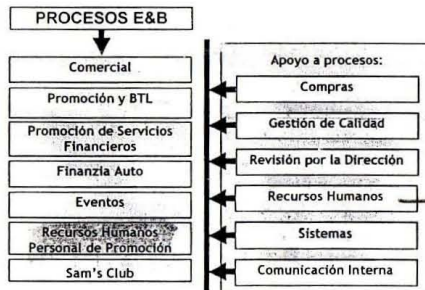 PROCESOS E&B
Comercial
Promoción y BTL
Promoción de Servicios
Financieros
Finanzia Auto
Eventos
Recursos Humanos
Personal de Promoción
Sam's Club
Apoyo a procesos:
Compras
Gestión de Calidad
Revisión por la Dirección
Recursos Humanos
Sistemas
Comunicación Interna